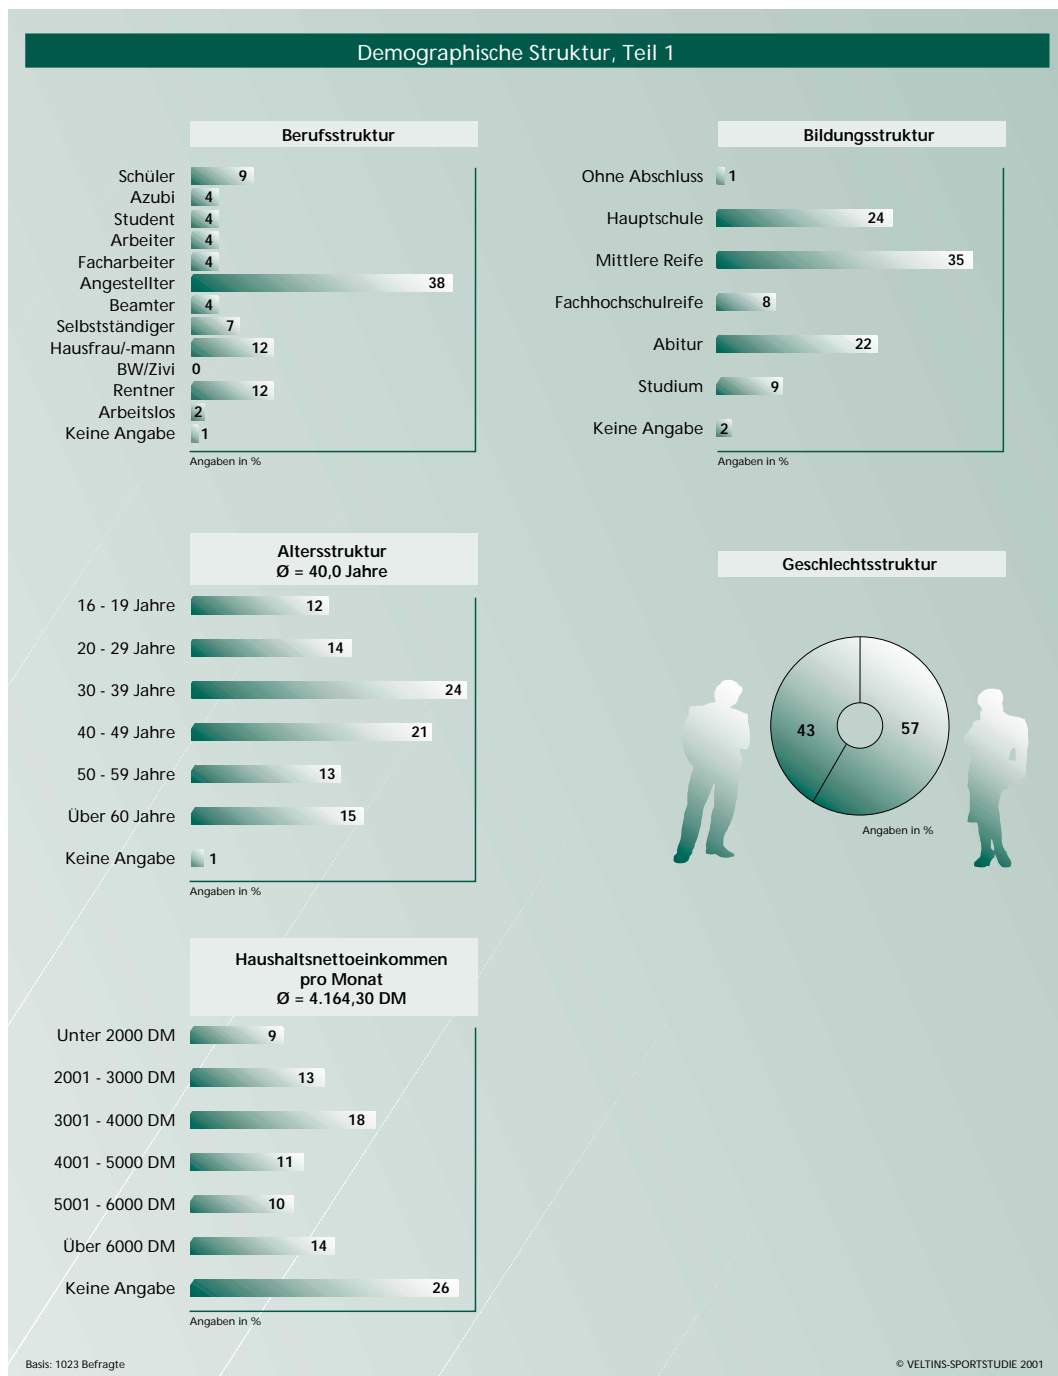 Demographische Struktur, Teil 1
Berufsstruktur
Schüler 9
Azubi 4
Student 4
Arbeiter 4
Facharbeiter 4
Angestellter 38
Beamter 4
Selbstständiger 7
Hausfrau/-mann 12
BW/Zivi 0
Rentner 12
Arbeitslos 2
Keine Angabe 1
Angaben in %
Bildungsstruktur
Ohne Abschluss 1
Hauptschule 24
Mittlere Reife 35
Fachhochschulreife 8
Abitur 22
Studium 9
Keine Angabe 2
Angaben in %
Altersstruktur
Ø = 40,0 Jahre
16 - 19 Jahre 12
20 - 29 Jahre 14
30 - 39 Jahre 24
40 - 49 Jahre 21
50 - 59 Jahre 13
Über 60 Jahre 15
Keine Angabe 1
Angaben in %
Geschlechtsstruktur
43 57
Angaben in %
Haushaltsnettoeinkommen
pro Monat
Ø = 4.164,30 DM
Unter 2000 DM 9
2001 - 3000 DM 13
3001 - 4000 DM 18
4001 - 5000 DM 11
5001 - 6000 DM 10
Über 6000 DM 14
Keine Angabe 26
Angaben in %
Basis: 1023 Befragte
© VELTINS-SPORTSTUDIE 2001